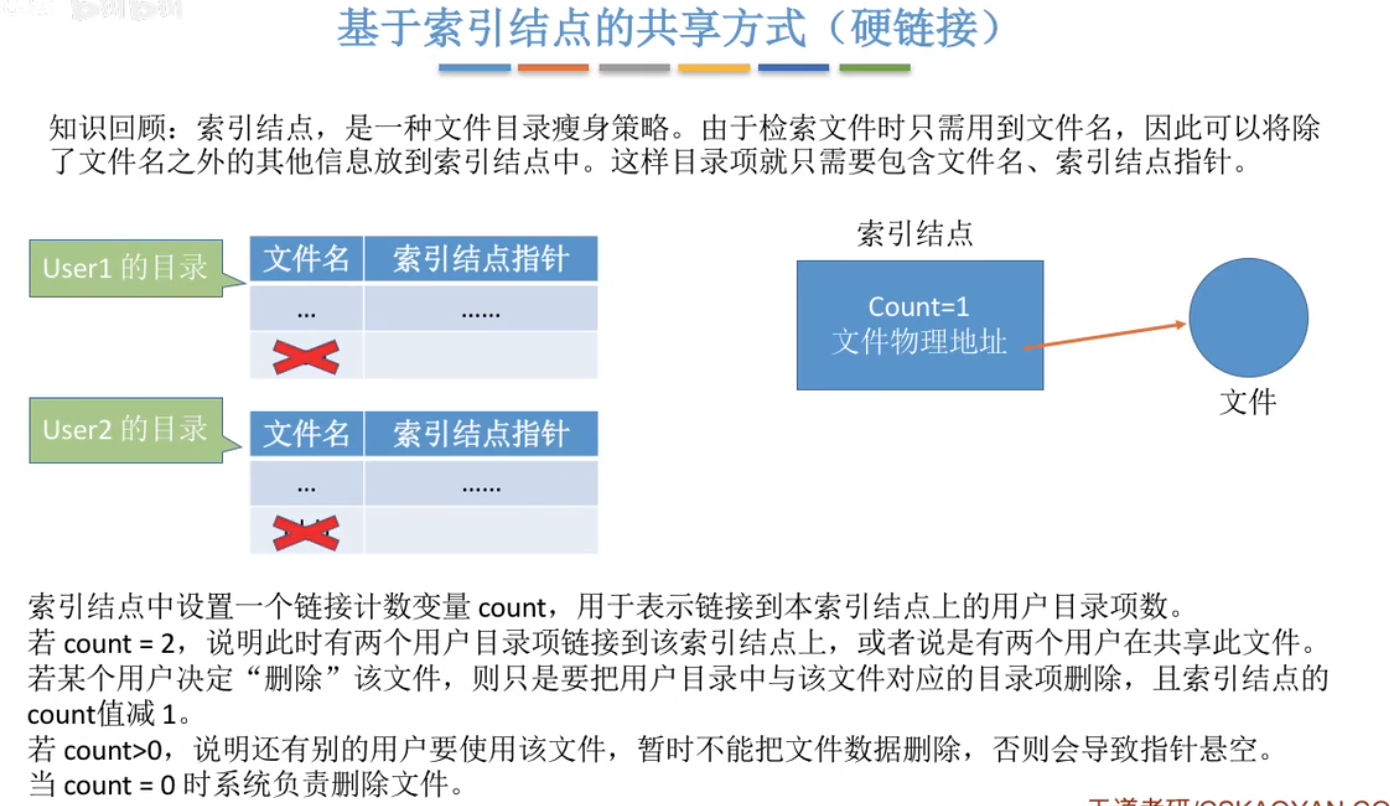 基于索引结点的共享方式（硬链接）
知识回顾：索引结点，是一种文件目录瘦身策略。由于检索文件时只需用到文件名，因此可以将除
了文件名之外的其他信息放到索引结点中。这样目录项就只需要包含文件名、索引结点指针。
User1 的目录
文件名 索引结点指针
... ......
索引结点
Count=1
文件物理地址
文件
User2 的目录
文件名 索引结点指针
... ......
索引结点中设置一个链接计数变量 count，用于表示链接到本索引结点上的用户目录项数。
若 count = 2，说明此时有两个用户目录项链接到该索引结点上，或者说是有两个用户在共享此文件。
若某个用户决定“删除”该文件，则只是要把用户目录中与该文件对应的目录项删除，且索引结点的
count值减 1。
若 count>0，说明还有别的用户要使用该文件，暂时不能把文件数据删除，否则会导致指针悬空。
当 count = 0 时系统负责删除文件。